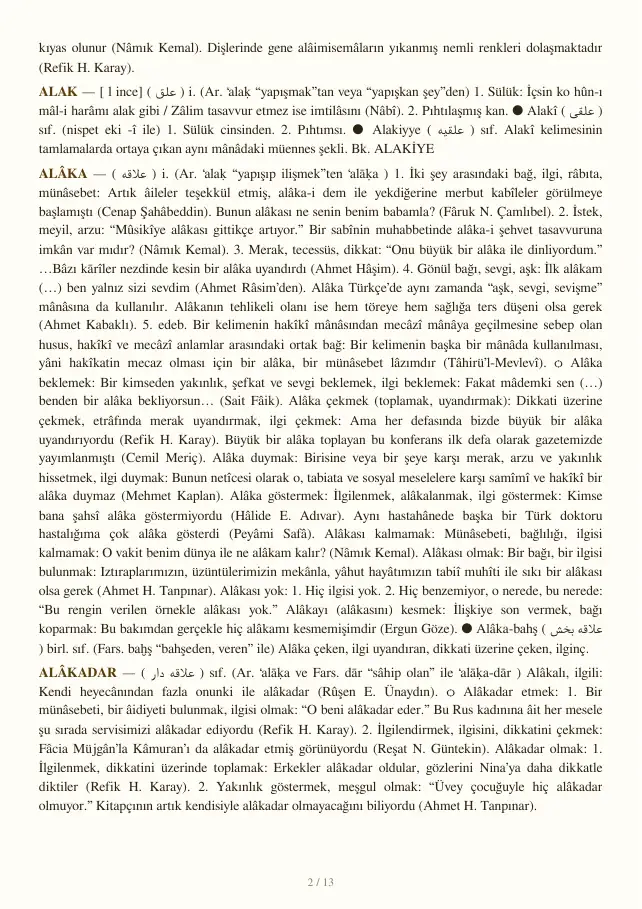 kıyas olunur (Nâmık Kemal). Dişlerinde gene alâimisemâların yıkanmış nemli renkleri dolaşmaktadır
(Refik H. Karay).
ALAK — [ l ince] ( علق ) i. (Ar. ‘alaḳ “yapışmak”tan veya “yapışkan şey”den) 1. Sülük: İçsin ko hûn-ı
mâl-i harâmı alak gibi / Zâlim tasavvur etmez ise imtilâsını (Nâbî). 2. Pıhtılaşmış kan. ● Alakî ( علقى )
sıf. (nispet eki -î ile) 1. Sülük cinsinden. 2. Pıhtımsı. ● Alakiyye ( علقيه ) sıf. Alakî kelimesinin
tamlamalarda ortaya çıkan aynı mânâdaki müennes şekli. Bk. ALAKİYE
ALÂKA — ( علاقه ) i. (Ar. ‘alaḳ “yapışıp ilişmek”ten ‘alāḳa ) 1. İki şey arasındaki bağ, ilgi, râbıta,
münâsebet: Artık âileler teşekkül etmiş, alâka-i dem ile yekdiğerine merbut kabîleler görülmeye
başlamıştı (Cenap Şahâbeddin). Bunun alâkası ne senin benim babamla? (Fâruk N. Çamlıbel). 2. İstek,
meyil, arzu: “Mûsikîye alâkası gittikçe artıyor.” Bir sabînin muhabbetinde alâka-i şehvet tasavvuruna
imkân var mıdır? (Nâmık Kemal). 3. Merak, tecessüs, dikkat: “Onu büyük bir alâka ile dinliyordum.”
…Bâzı kārîler nezdinde kesin bir alâka uyandırdı (Ahmet Hâşim). 4. Gönül bağı, sevgi, aşk: İlk alâkam
(…) ben yalnız sizi sevdim (Ahmet Râsim’den). Alâka Türkçe’de aynı zamanda “aşk, sevgi, sevişme”
mânâsına da kullanılır. Alâkanın tehlikeli olanı ise hem töreye hem sağlığa ters düşeni olsa gerek
(Ahmet Kabaklı). 5. edeb. Bir kelimenin hakîkî mânâsından mecâzî mânâya geçilmesine sebep olan
husus, hakîkî ve mecâzî anlamlar arasındaki ortak bağ: Bir kelimenin başka bir mânâda kullanılması,
yâni hakîkatin mecaz olması için bir alâka, bir münâsebet lâzımdır (Tâhirü’l-Mevlevî). ○ Alâka
beklemek: Bir kimseden yakınlık, şefkat ve sevgi beklemek, ilgi beklemek: Fakat mâdemki sen (…)
benden bir alâka bekliyorsun… (Sait Fâik). Alâka çekmek (toplamak, uyandırmak): Dikkati üzerine
çekmek, etrâfında merak uyandırmak, ilgi çekmek: Ama her defasında bizde büyük bir alâka
uyandırıyordu (Refik H. Karay). Büyük bir alâka toplayan bu konferans ilk defa olarak gazetemizde
yayımlanmıştı (Cemil Meriç). Alâka duymak: Birisine veya bir şeye karşı merak, arzu ve yakınlık
hissetmek, ilgi duymak: Bunun netîcesi olarak o, tabiata ve sosyal meselelere karşı samîmî ve hakîkî bir
alâka duymaz (Mehmet Kaplan). Alâka göstermek: İlgilenmek, alâkalanmak, ilgi göstermek: Kimse
bana şahsî alâka göstermiyordu (Hâlide E. Adıvar). Aynı hastahânede başka bir Türk doktoru
hastalığıma çok alâka gösterdi (Peyâmi Safâ). Alâkası kalmamak: Münâsebeti, bağlılığı, ilgisi
kalmamak: O vakit benim dünya ile ne alâkam kalır? (Nâmık Kemal). Alâkası olmak: Bir bağı, bir ilgisi
bulunmak: Iztıraplarımızın, üzüntülerimizin mekânla, yâhut hayâtımızın tabiî muhîti ile sıkı bir alâkası
olsa gerek (Ahmet H. Tanpınar). Alâkası yok: 1. Hiç ilgisi yok. 2. Hiç benzemiyor, o nerede, bu nerede:
“Bu rengin verilen örnekle alâkası yok.” Alâkayı (alâkasını) kesmek: İlişkiye son vermek, bağı
koparmak: Bu bakımdan gerçekle hiç alâkamı kesmemişimdir (Ergun Göze). ● Alâka-bahş ( علاقه بخش
) birl. sıf. (Fars. baḫş “bahşeden, veren” ile) Alâka çeken, ilgi uyandıran, dikkati üzerine çeken, ilginç.
ALÂKADAR — ( علاقه دار ) sıf. (Ar. ‘alāḳa ve Fars. dār “sâhip olan” ile ‘alāḳa-dār ) Alâkalı, ilgili:
Kendi heyecânından fazla onunki ile alâkadar (Rûşen E. Ünaydın). ○ Alâkadar etmek: 1. Bir
münâsebeti, bir âidiyeti bulunmak, ilgisi olmak: “O beni alâkadar eder.” Bu Rus kadınına âit her mesele
şu sırada servisimizi alâkadar ediyordu (Refik H. Karay). 2. İlgilendirmek, ilgisini, dikkatini çekmek:
Fâcia Müjgân’la Kâmuran’ı da alâkadar etmiş görünüyordu (Reşat N. Güntekin). Alâkadar olmak: 1.
İlgilenmek, dikkatini üzerinde toplamak: Erkekler alâkadar oldular, gözlerini Nina’ya daha dikkatle
diktiler (Refik H. Karay). 2. Yakınlık göstermek, meşgul olmak: “Üvey çocuğuyle hiç alâkadar
olmuyor.” Kitapçının artık kendisiyle alâkadar olmayacağını biliyordu (Ahmet H. Tanpınar).
2 / 13